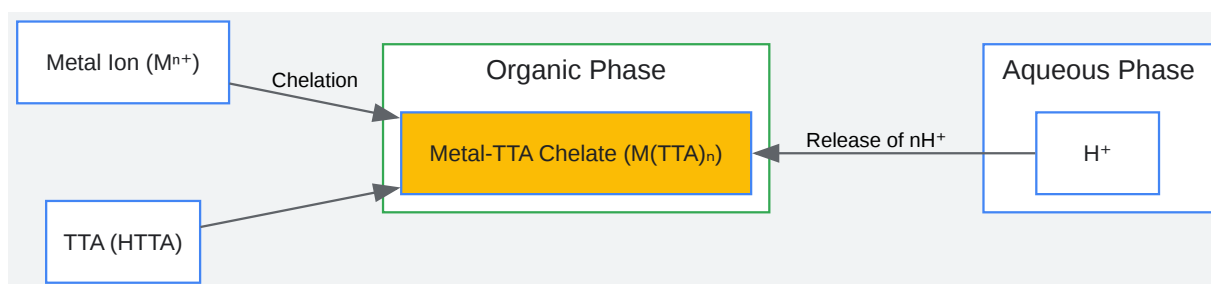 Metal Ion (Mⁿ⁺)
Chelation
TTA (HTTA)
Organic Phase
Metal-TTA Chelate (M(TTA)ₙ)
Release of nH⁺
Aqueous Phase
H⁺